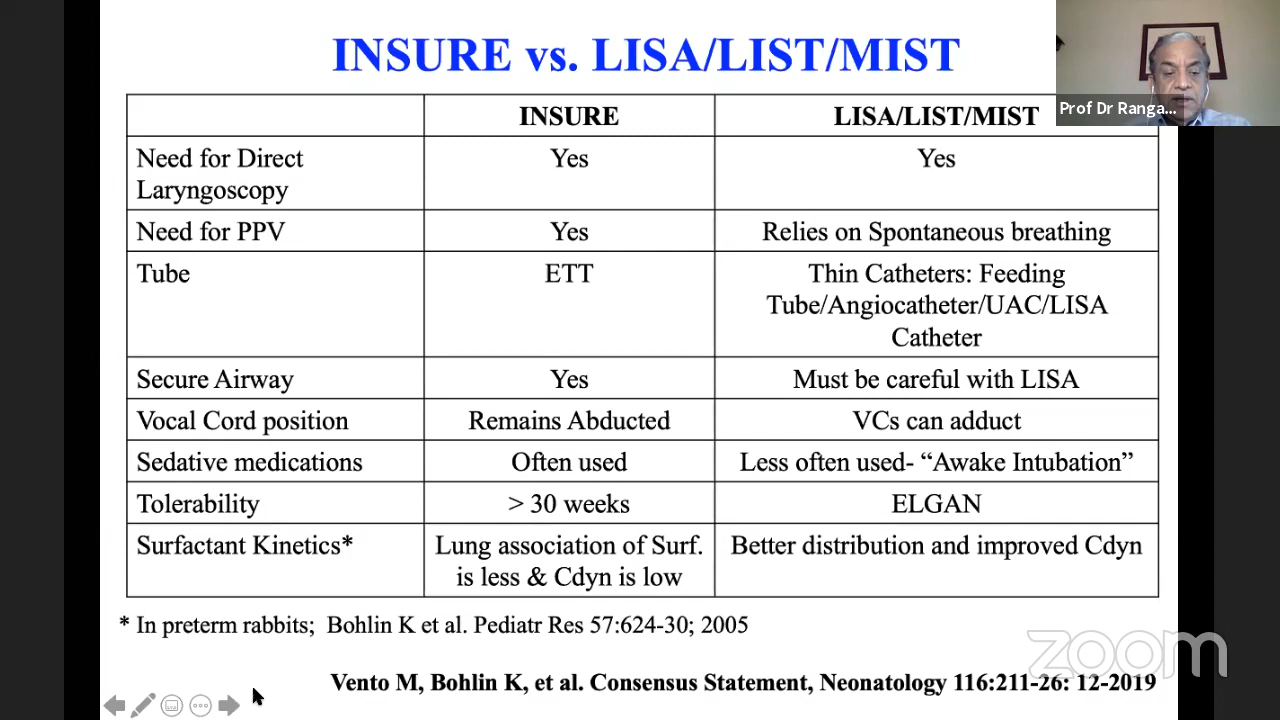 INSURE vs. LISA/LIST/MIST
Prof Dr Ranga...
INSURE LISA/LIST/MIST
Need for Direct Yes Yes
Laryngoscopy
Need for PPV Yes Relies on Spontaneous breathing
Tube ETT Thin Catheters: Feeding
Tube/Angiocatheter/UAC/LISA
Catheter
Secure Airway Yes Must be careful with LISA
Vocal Cord position Remains Abducted VCs can adduct
Sedative medications Often used Less often used- “Awake Intubation”
Tolerability > 30 weeks ELGAN
Surfactant Kinetics* Lung association of Surf. Better distribution and improved Cdyn
is less & Cdyn is low
* In preterm rabbits; Bohlin K et al. Pediatr Res 57:624-30; 2005
zoom
Vento M, Bohlin K, et al. Consensus Statement, Neonatology 116:211-26: 12-2019